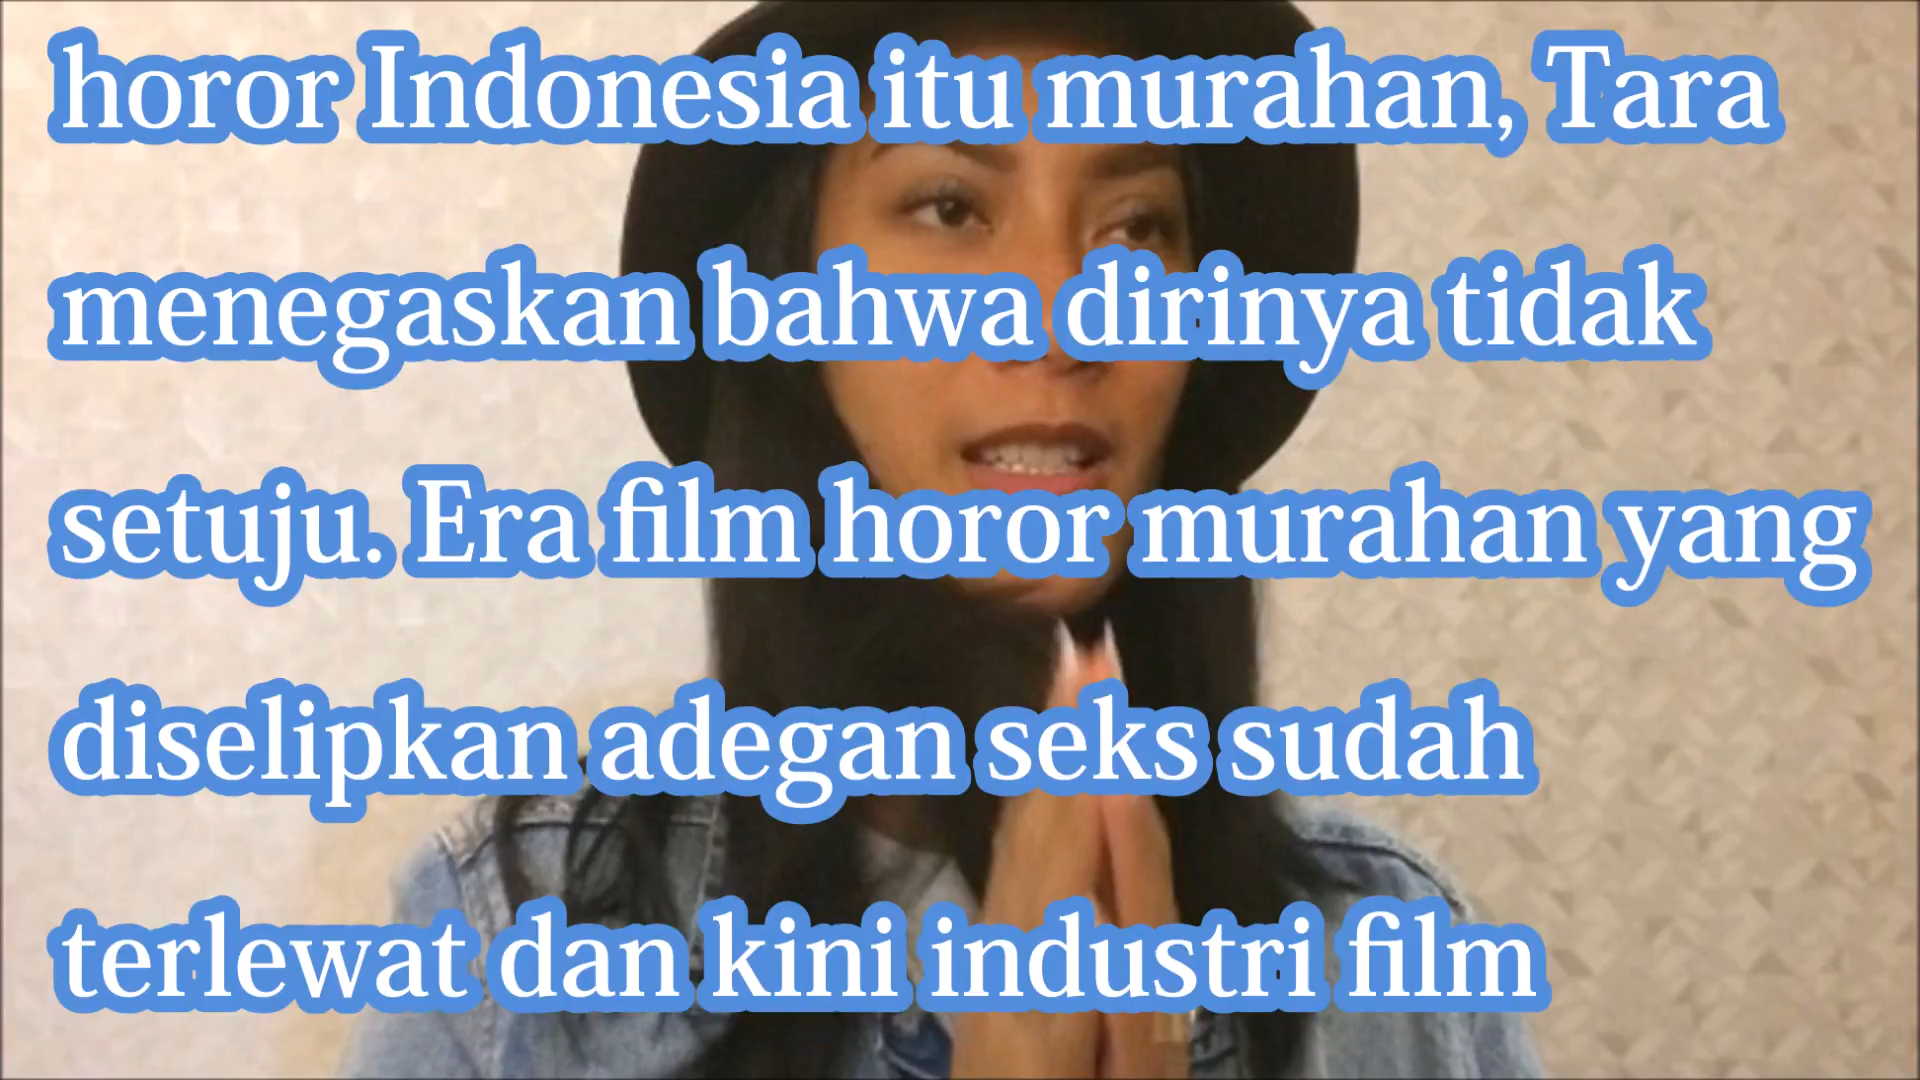 horor Indonesia itu murahan, Tara
menegaskan bahwa dirinya tidak
setuju. Era film horor murahan yang
diselipkan adegan seks sudah
terlewat dan kini industri film